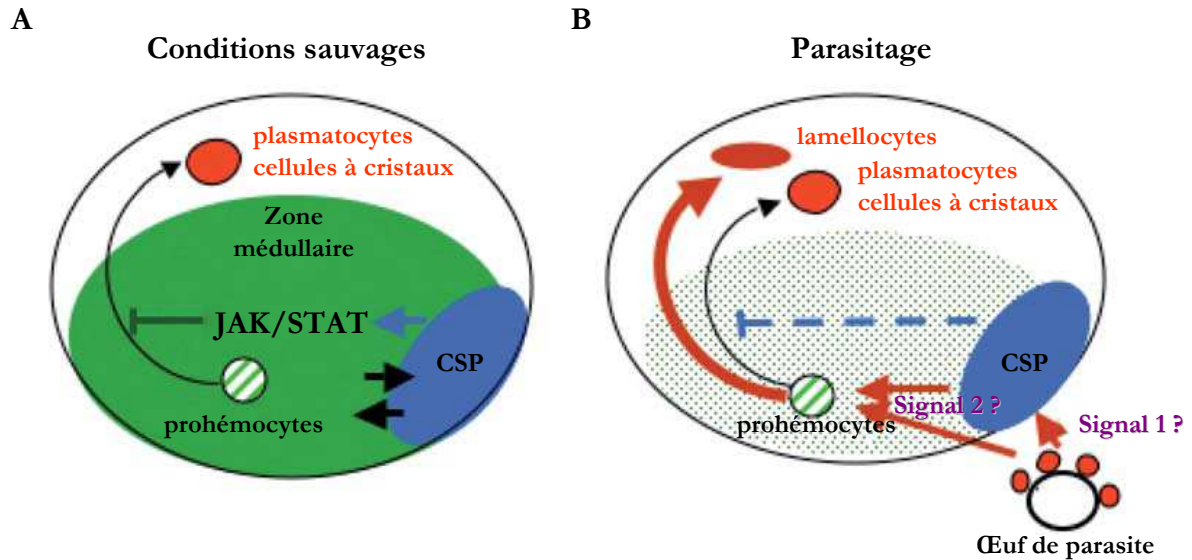 A
Conditions sauvages
plasmatocytes
cellules à cristaux
Zone
médullaire
JAK/STAT
CSP
prohémocytes
B
Parasitage
lamellocytes
plasmatocytes
cellules à cristaux
CSP
Signal 2 ?
prohémocytes
Signal 1 ?
Œuf de parasite